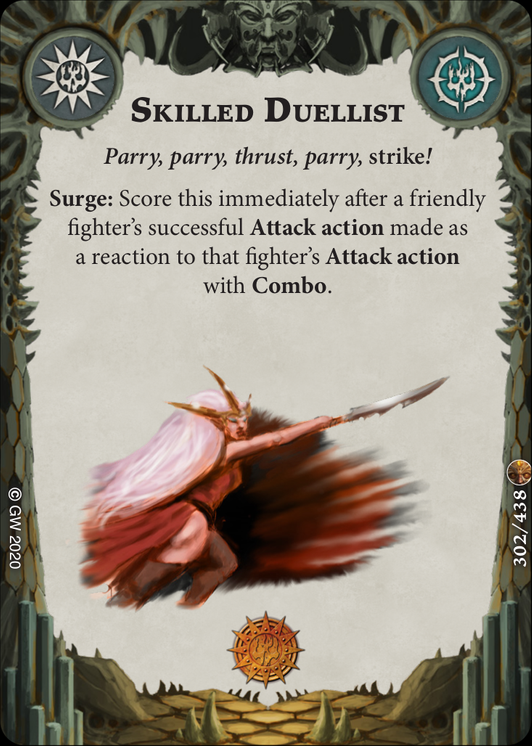 SKILLED DUELLIST
Parry, parry, thrust, parry, strike!
Surge: Score this immediately after a friendly
fighter's successful Attack action made as
a reaction to that fighter's Attack action
with Combo.
© GW 2020
302/438